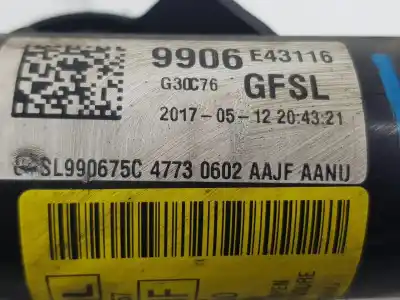 9906 E43116
G30C76 GFSL
2017-05-12 20:43:21
SL990675C 4773 0602 AAJF AANU